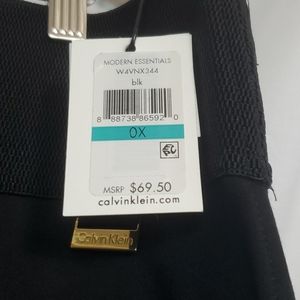 MODERN ESSENTIALS
W4VNX344
blk
8 88738 86592 0
0X
MSRP $69.50
calvinklein.com
Calvin Klein